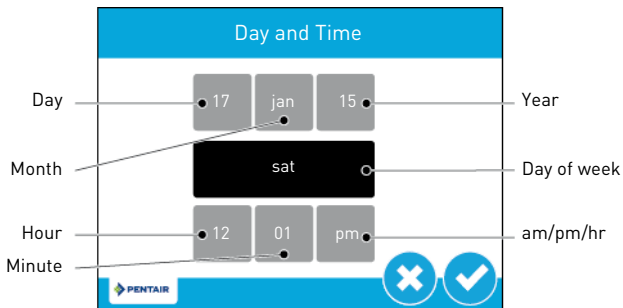 Day and Time
Day 17 jan 15 Year
Month sat Day of week
Hour 12 01 pm am/pm/hr
Minute
PENTAIR